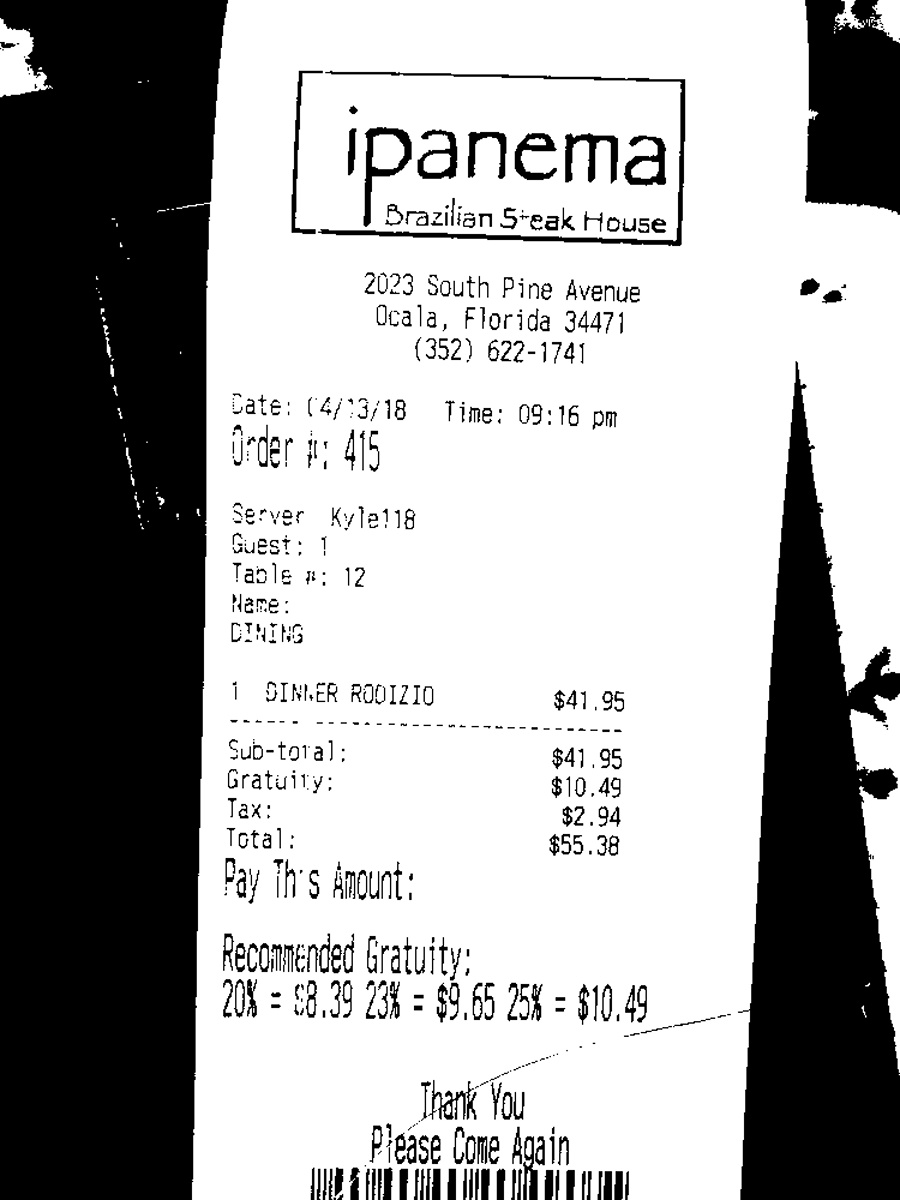 ipanema
Brazilian Steak House
2023 South Pine Avenue
Ocala, Florida 34471
(352) 622-1741
Date: 04/13/18 Time: 09:16 pm
Order #: 415
Server Kyle118
Guest: 1
Table #: 12
Name:
DINING
1 DINNER RODIZIO $41.95
Sub-total: $41.95
Gratuity: $10.49
Tax: $2.94
Total: $55.38
Pay This Amount:
Recommended Gratuity:
20% = $8.39 23% = $9.65 25% = $10.49
Thank You
Please Come Again